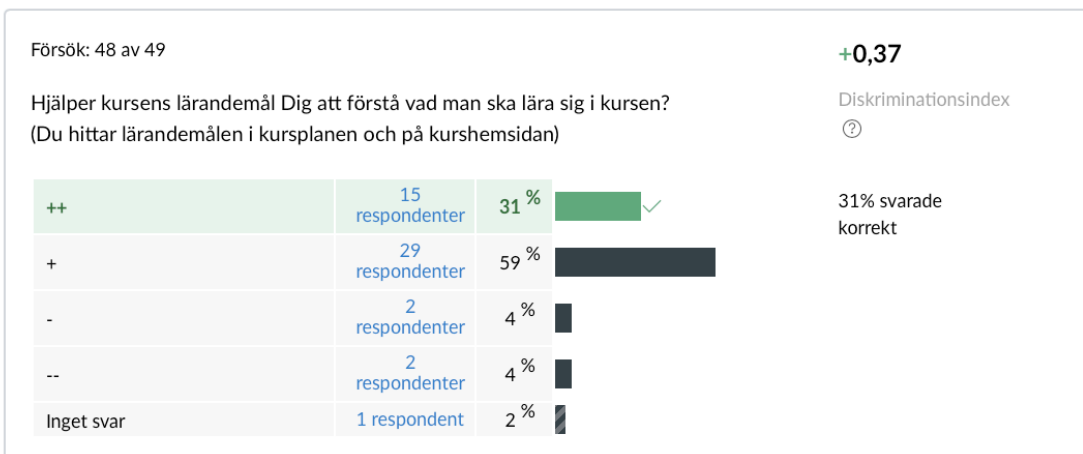 Försök: 48 av 49
+0,37
Diskriminationsindex
?
Hjälper kursens lärandemål Dig att förstå vad man ska lära sig i kursen?
(Du hittar lärandemålen i kursplanen och på kurshemsidan)
++ 15 respondenter 31 %
31% svarade
korrekt
+ 29 respondenter 59 %
- 2 respondenter 4 %
-- 2 respondenter 4 %
Inget svar 1 respondent 2 %